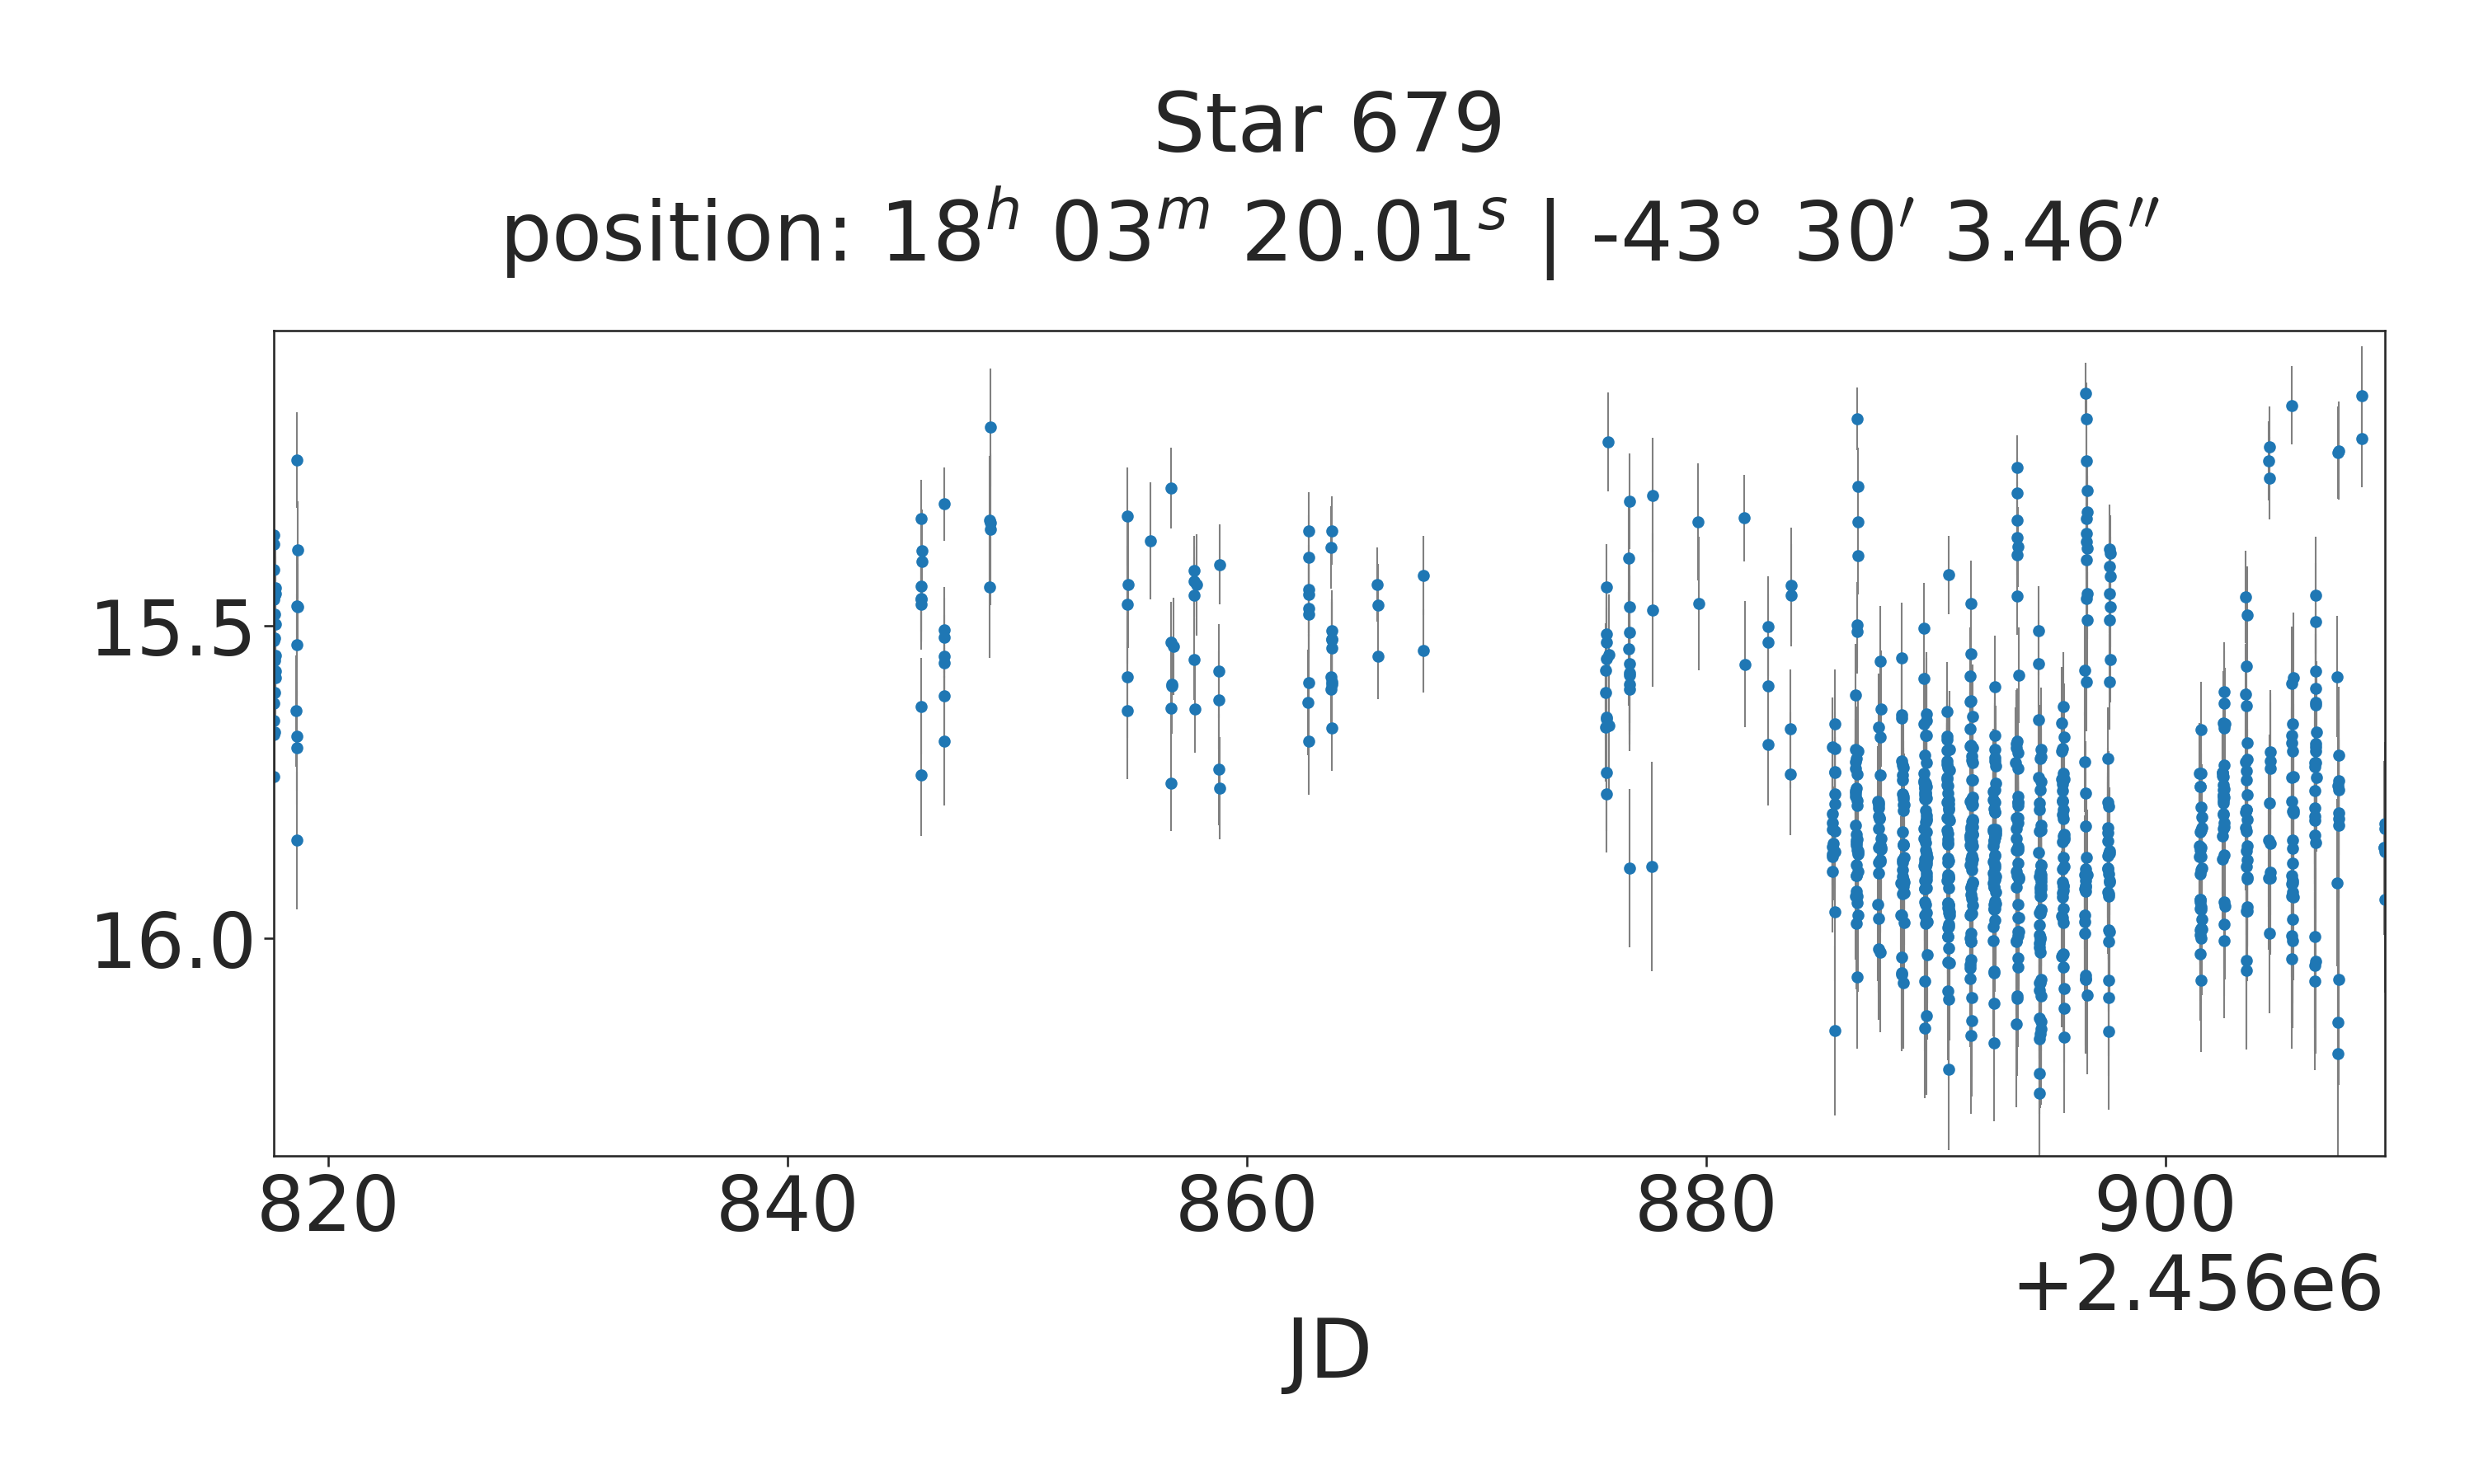 Star 679
position: 18h 03m 20.01s | -43° 30′ 3.46′′
15.5
16.0
820 840 860 880 900
+2.456e6
JD